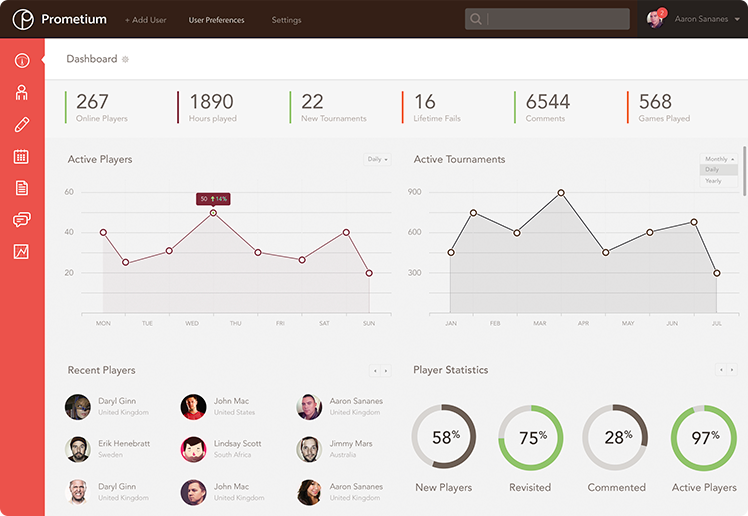 Prometium
+ Add User
User Preferences
Settings
2
Aaron Sananes
Dashboard
267
Online Players
1890
Hours played
22
New Tournaments
16
Lifetime Fails
6544
Comments
568
Games Played
Active Players
Daily
60
40
20
50 14%
MON TUE WED THU FRI SAT SUN
Active Tournaments
Monthly
Daily
Yearly
900
600
300
JAN FEB MAR APR MAY JUN JUL
Recent Players
Daryl Ginn
United Kingdom
John Mac
United States
Aaron Sananes
United Kingdom
Erik Henebratt
Sweden
Lindsay Scott
South Africa
Jimmy Mars
Australia
Daryl Ginn
United Kingdom
John Mac
United Kingdom
Aaron Sananes
United Kingdom
Player Statistics
58%
New Players
75%
Revisited
28%
Commented
97%
Active Players